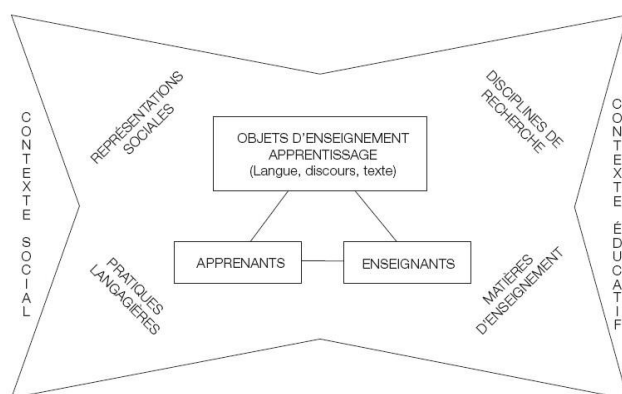 REPRÉSENTATIONS
SOCIALES
DISCIPLINES DE
RECHERCHE
CONTEXTE SOCIAL
OBJETS D'ENSEIGNEMENT
APPRENTISSAGE
(Langue, discours, texte)
CONTEXTE ÉDUCATIF
APPRENANTS
ENSEIGNANTS
PRATIQUES
LANGAGIÈRES
MATIÈRES
D'ENSEIGNEMENT